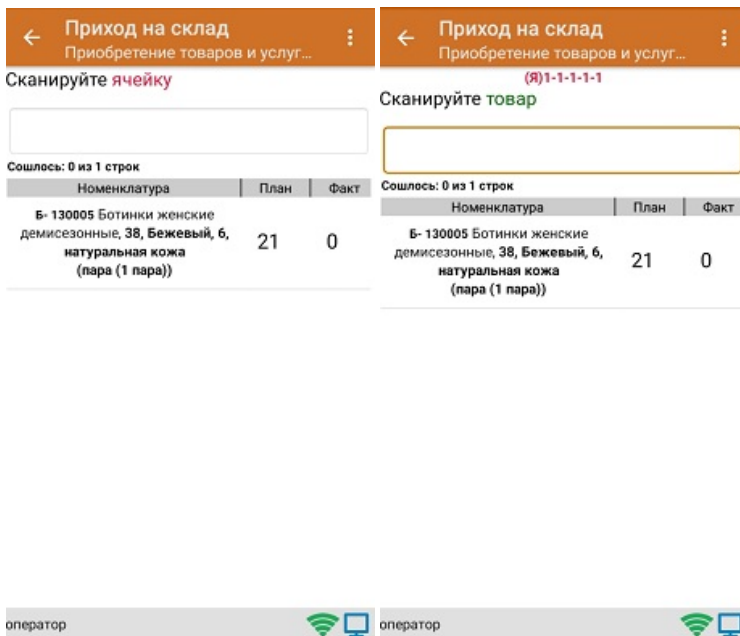 Приход на склад
Приобретение товаров и услуг...
Сканируйте ячейку
Сошлось: 0 из 1 строк
Номенклатура План Факт
Б- 130005 Ботинки женские
демисезонные, 38, Бежевый, 6,
натуральная кожа
(пара (1 пара))
21 0
оператор
Приход на склад
Приобретение товаров и услуг...
(Я)1-1-1-1-1
Сканируйте товар
Сошлось: 0 из 1 строк
Номенклатура План Факт
Б- 130005 Ботинки женские
демисезонные, 38, Бежевый, 6,
натуральная кожа
(пара (1 пара))
21 0
оператор